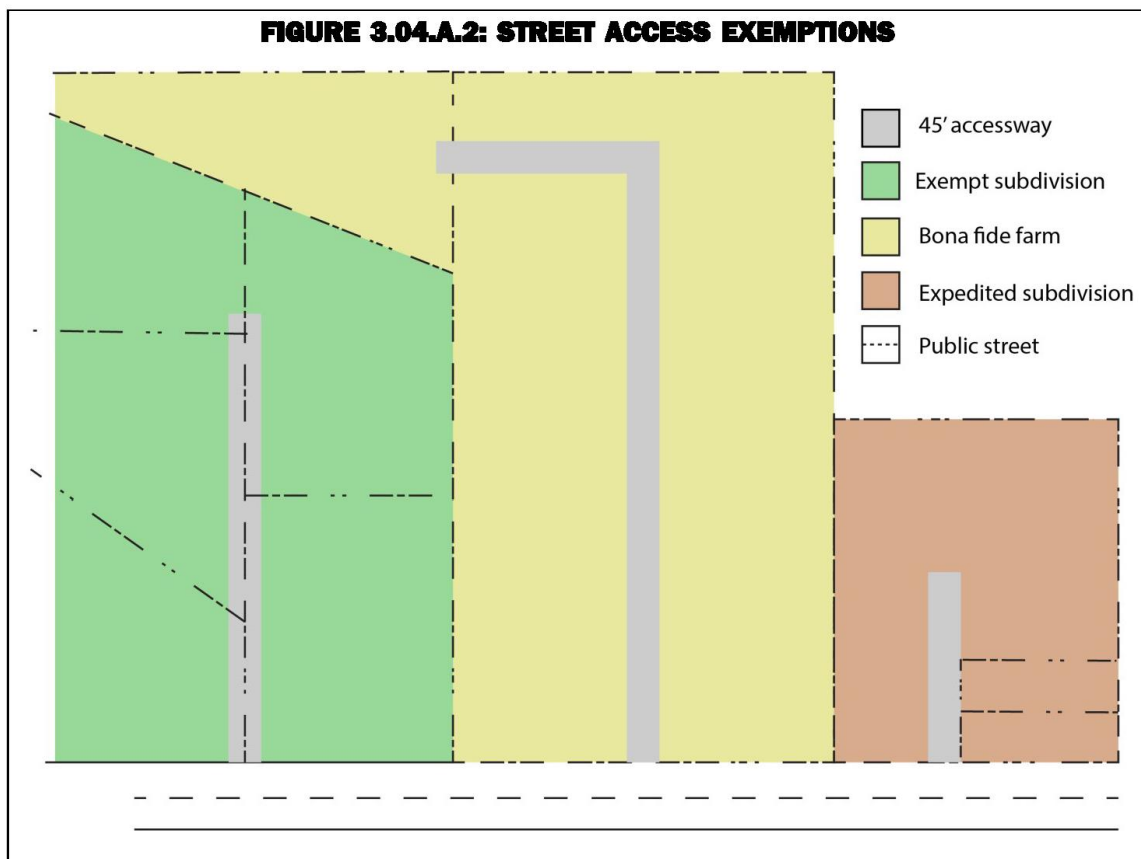 FIGURE 3.04.A.2: STREET ACCESS EXEMPTIONS
45' accessway
Exempt subdivision
Bona fide farm
Expedited subdivision
Public street